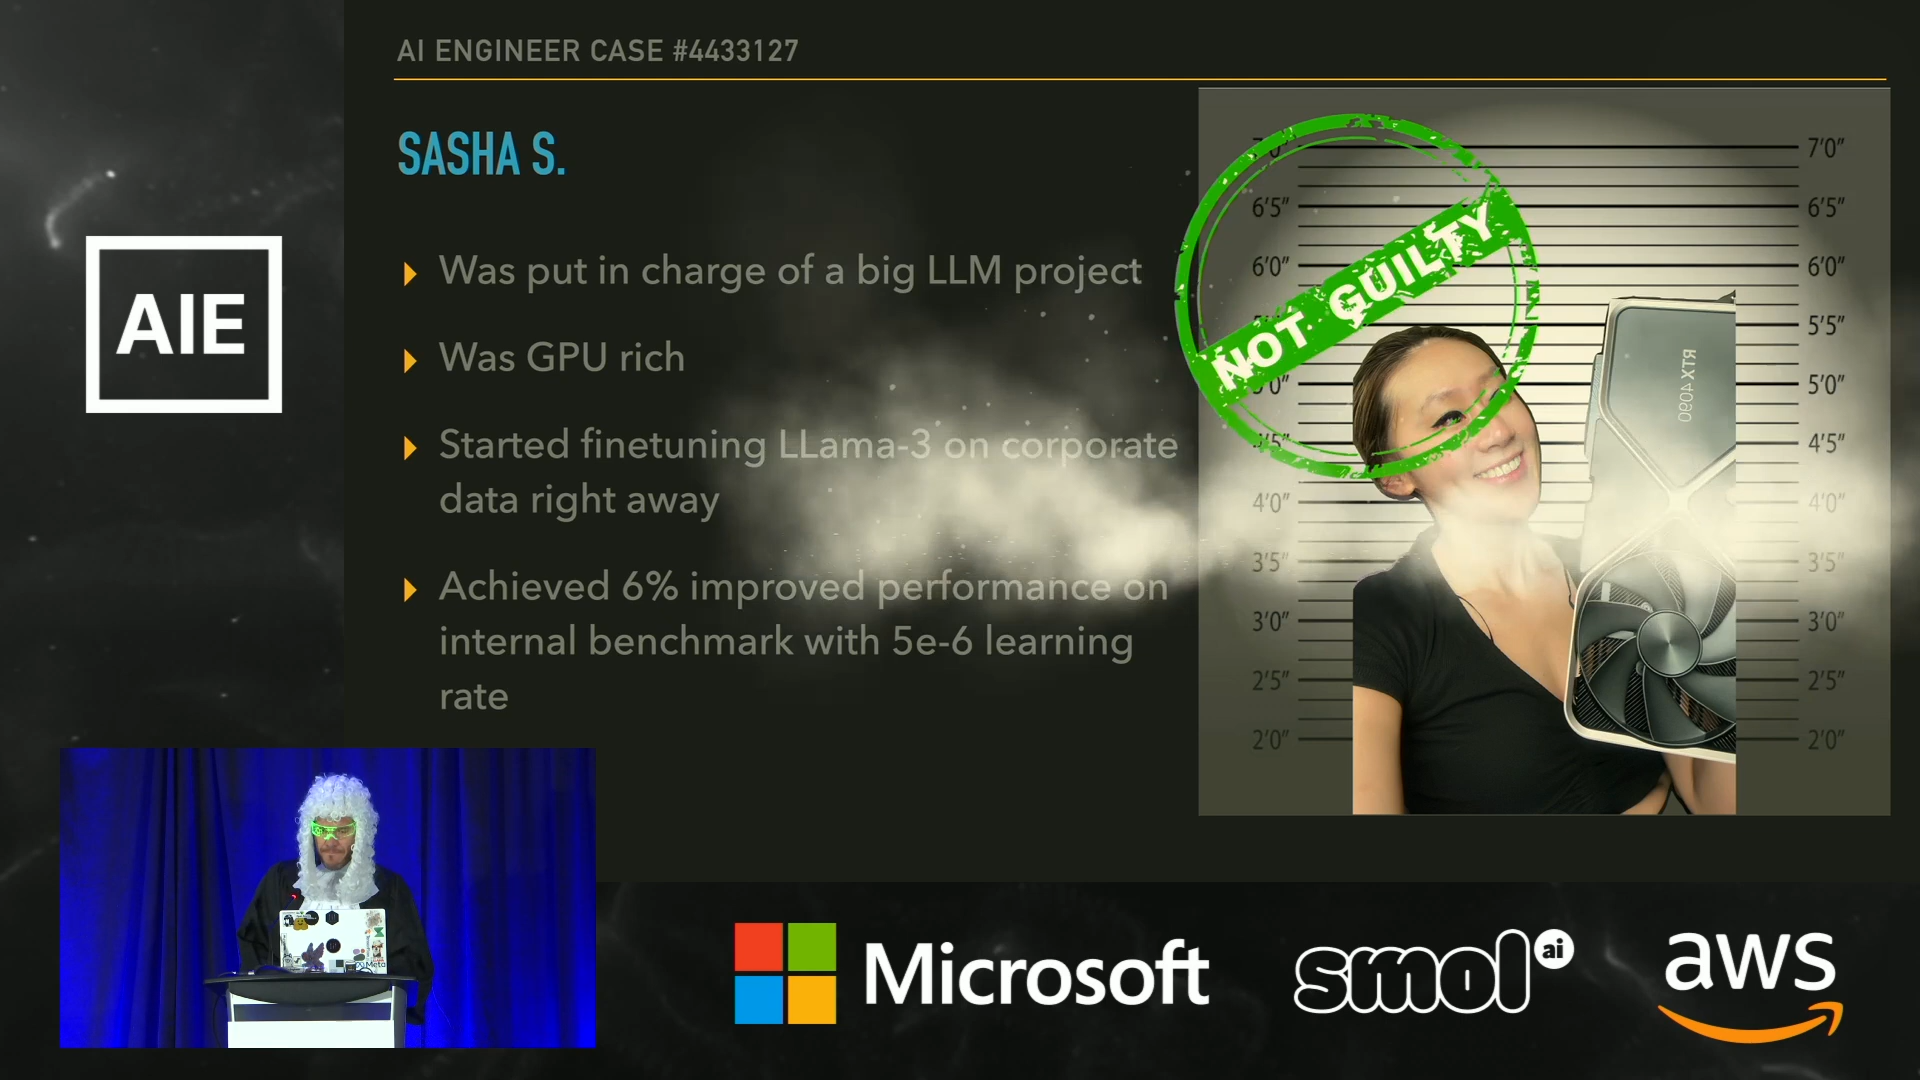 AI ENGINEER CASE #4433127
SASHA S.
Was put in charge of a big LLM project
Was GPU rich
Started finetuning LLama-3 on corporate
data right away
Achieved 6% improved performance on
internal benchmark with 5e-6 learning
rate
NOT GUILTY
7'0" 7'0"
6'5" 6'5"
6'0" 6'0"
5'5"
5'0" 5'0"
4'5" 4'5"
4'0" 4'0"
3'5" 3'5"
3'0" 3'0"
2'5" 2'5"
2'0" 2'0"
RTX 4090
AIE
Meta
Microsoft
smol ai
aws